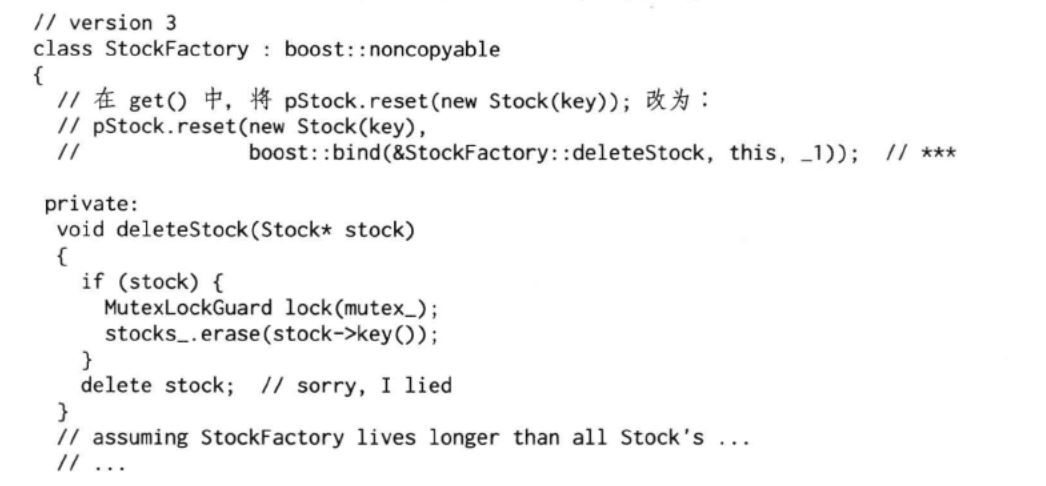 // version 3
class StockFactory : boost::noncopyable
{
  // 在 get() 中，将 pStock.reset(new Stock(key)); 改为：
  // pStock.reset(new Stock(key),
  //              boost::bind(&StockFactory::deleteStock, this, _1));  // ***

 private:
  void deleteStock(Stock* stock)
  {
    if (stock) {
      MutexLockGuard lock(mutex_);
      stocks_.erase(stock->key());
    }
    delete stock;  // sorry, I lied
  }
  // assuming StockFactory lives longer than all Stock's ...
  // ...